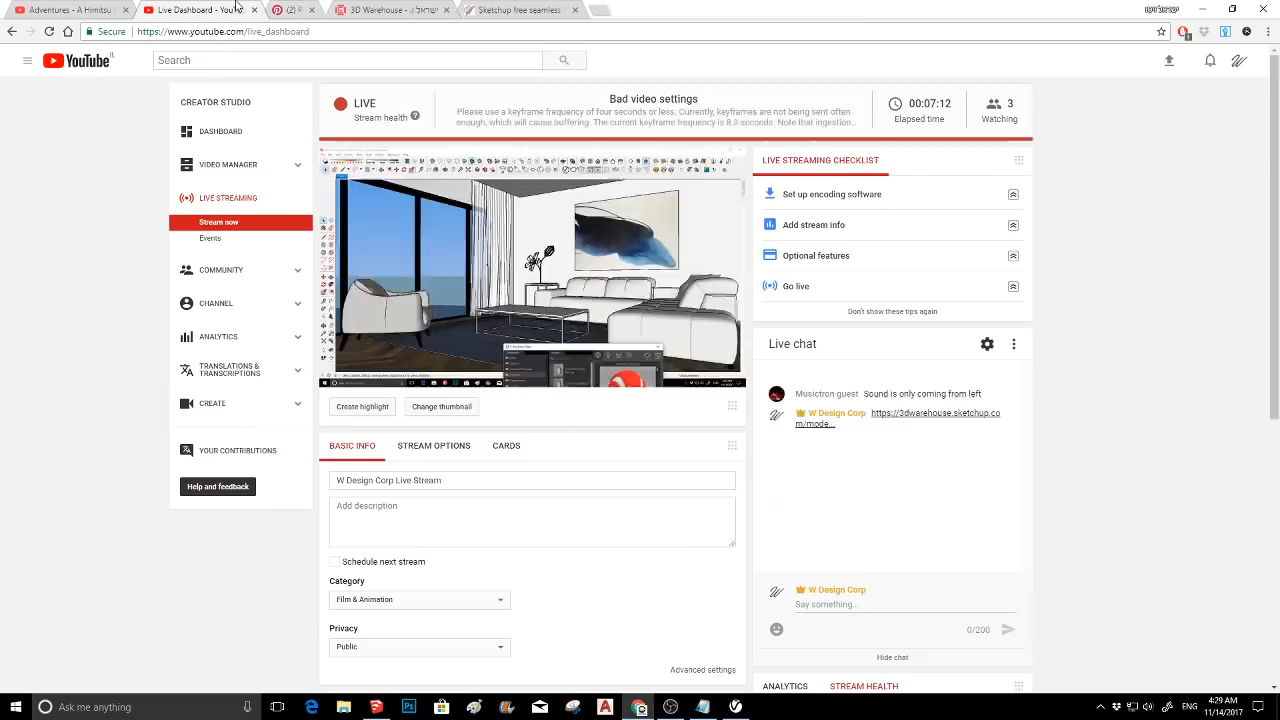 Adventures - A Himitsu
Live Dashboard - YouTu
(2) P
3D Warehouse -
Sketchup free seamless
Secure
https://www.youtube.com/live_dashboard
YouTube IL
Search
CREATOR STUDIO
DASHBOARD
VIDEO MANAGER
LIVE STREAMING
Stream now
Events
COMMUNITY
CHANNEL
ANALYTICS
TRANSLATIONS &
TRANSCRIPTIONS
CREATE
YOUR CONTRIBUTIONS
Help and feedback
LIVE
Stream health ?
Bad video settings
Please use a keyframe frequency of four seconds or less. Currently, keyframes are not being sent often
enough, which will cause buffering. The current keyframe frequency is 8.3 seconds. Note that ingestion...
00:07:12
Elapsed time
3
Watching
Create highlight
Change thumbnail
BASIC INFO
STREAM OPTIONS
CARDS
W Design Corp Live Stream
Add description
Schedule next stream
Category
Film & Animation
Privacy
Public
Advanced settings
LIVE STREAMING CHECKLIST
Set up encoding software
Add stream info
Optional features
Go live
Don't show these tips again
Live chat
Musictron guest Sound is only coming from left
W Design Corp https://3dwarehouse.sketchup.co
m/mode...
W Design Corp
Say something...
0/200
Hide chat
ANALYTICS
STREAM HEALTH
Ask me anything
ENG
4:29 AM
11/14/2017